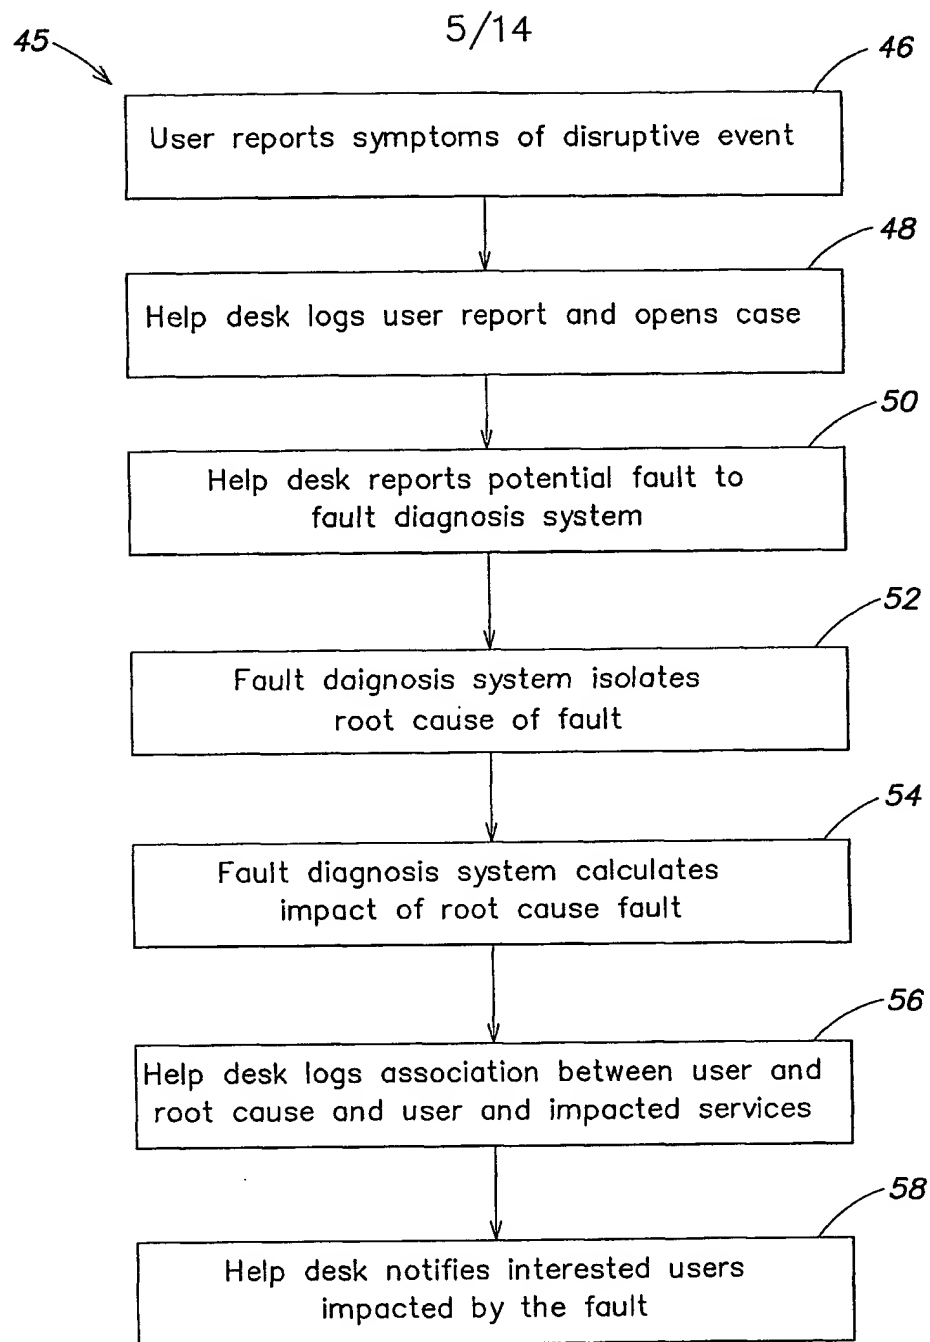 5/14
45
46
User reports symptoms of disruptive event
48
Help desk logs user report and opens case
50
Help desk reports potential fault to
fault diagnosis system
52
Fault daignosis system isolates
root cause of fault
54
Fault diagnosis system calculates
impact of root cause fault
56
Help desk logs association between user and
root cause and user and impacted services
58
Help desk notifies interested users
impacted by the fault